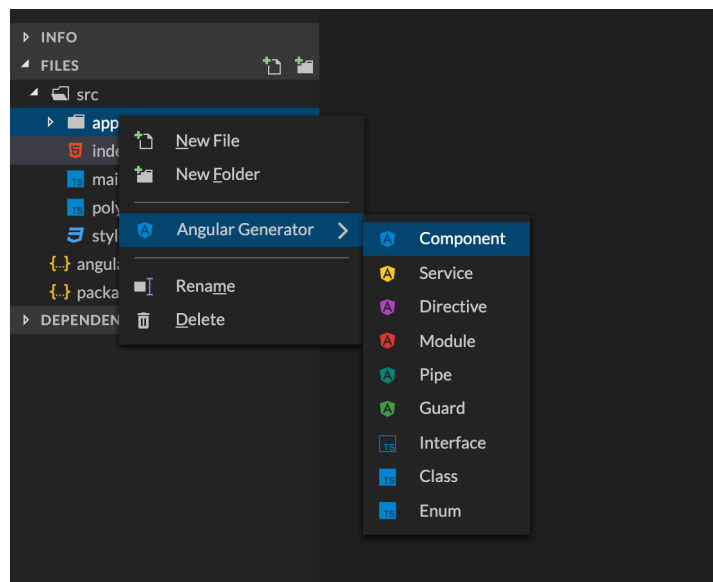 INFO
FILES
src
app
inde
mai
poly
styl
{..} angula
{..} packa
DEPENDEN
New File
New Folder
Angular Generator
Rename
Delete
Component
Service
Directive
Module
Pipe
Guard
Interface
Class
Enum